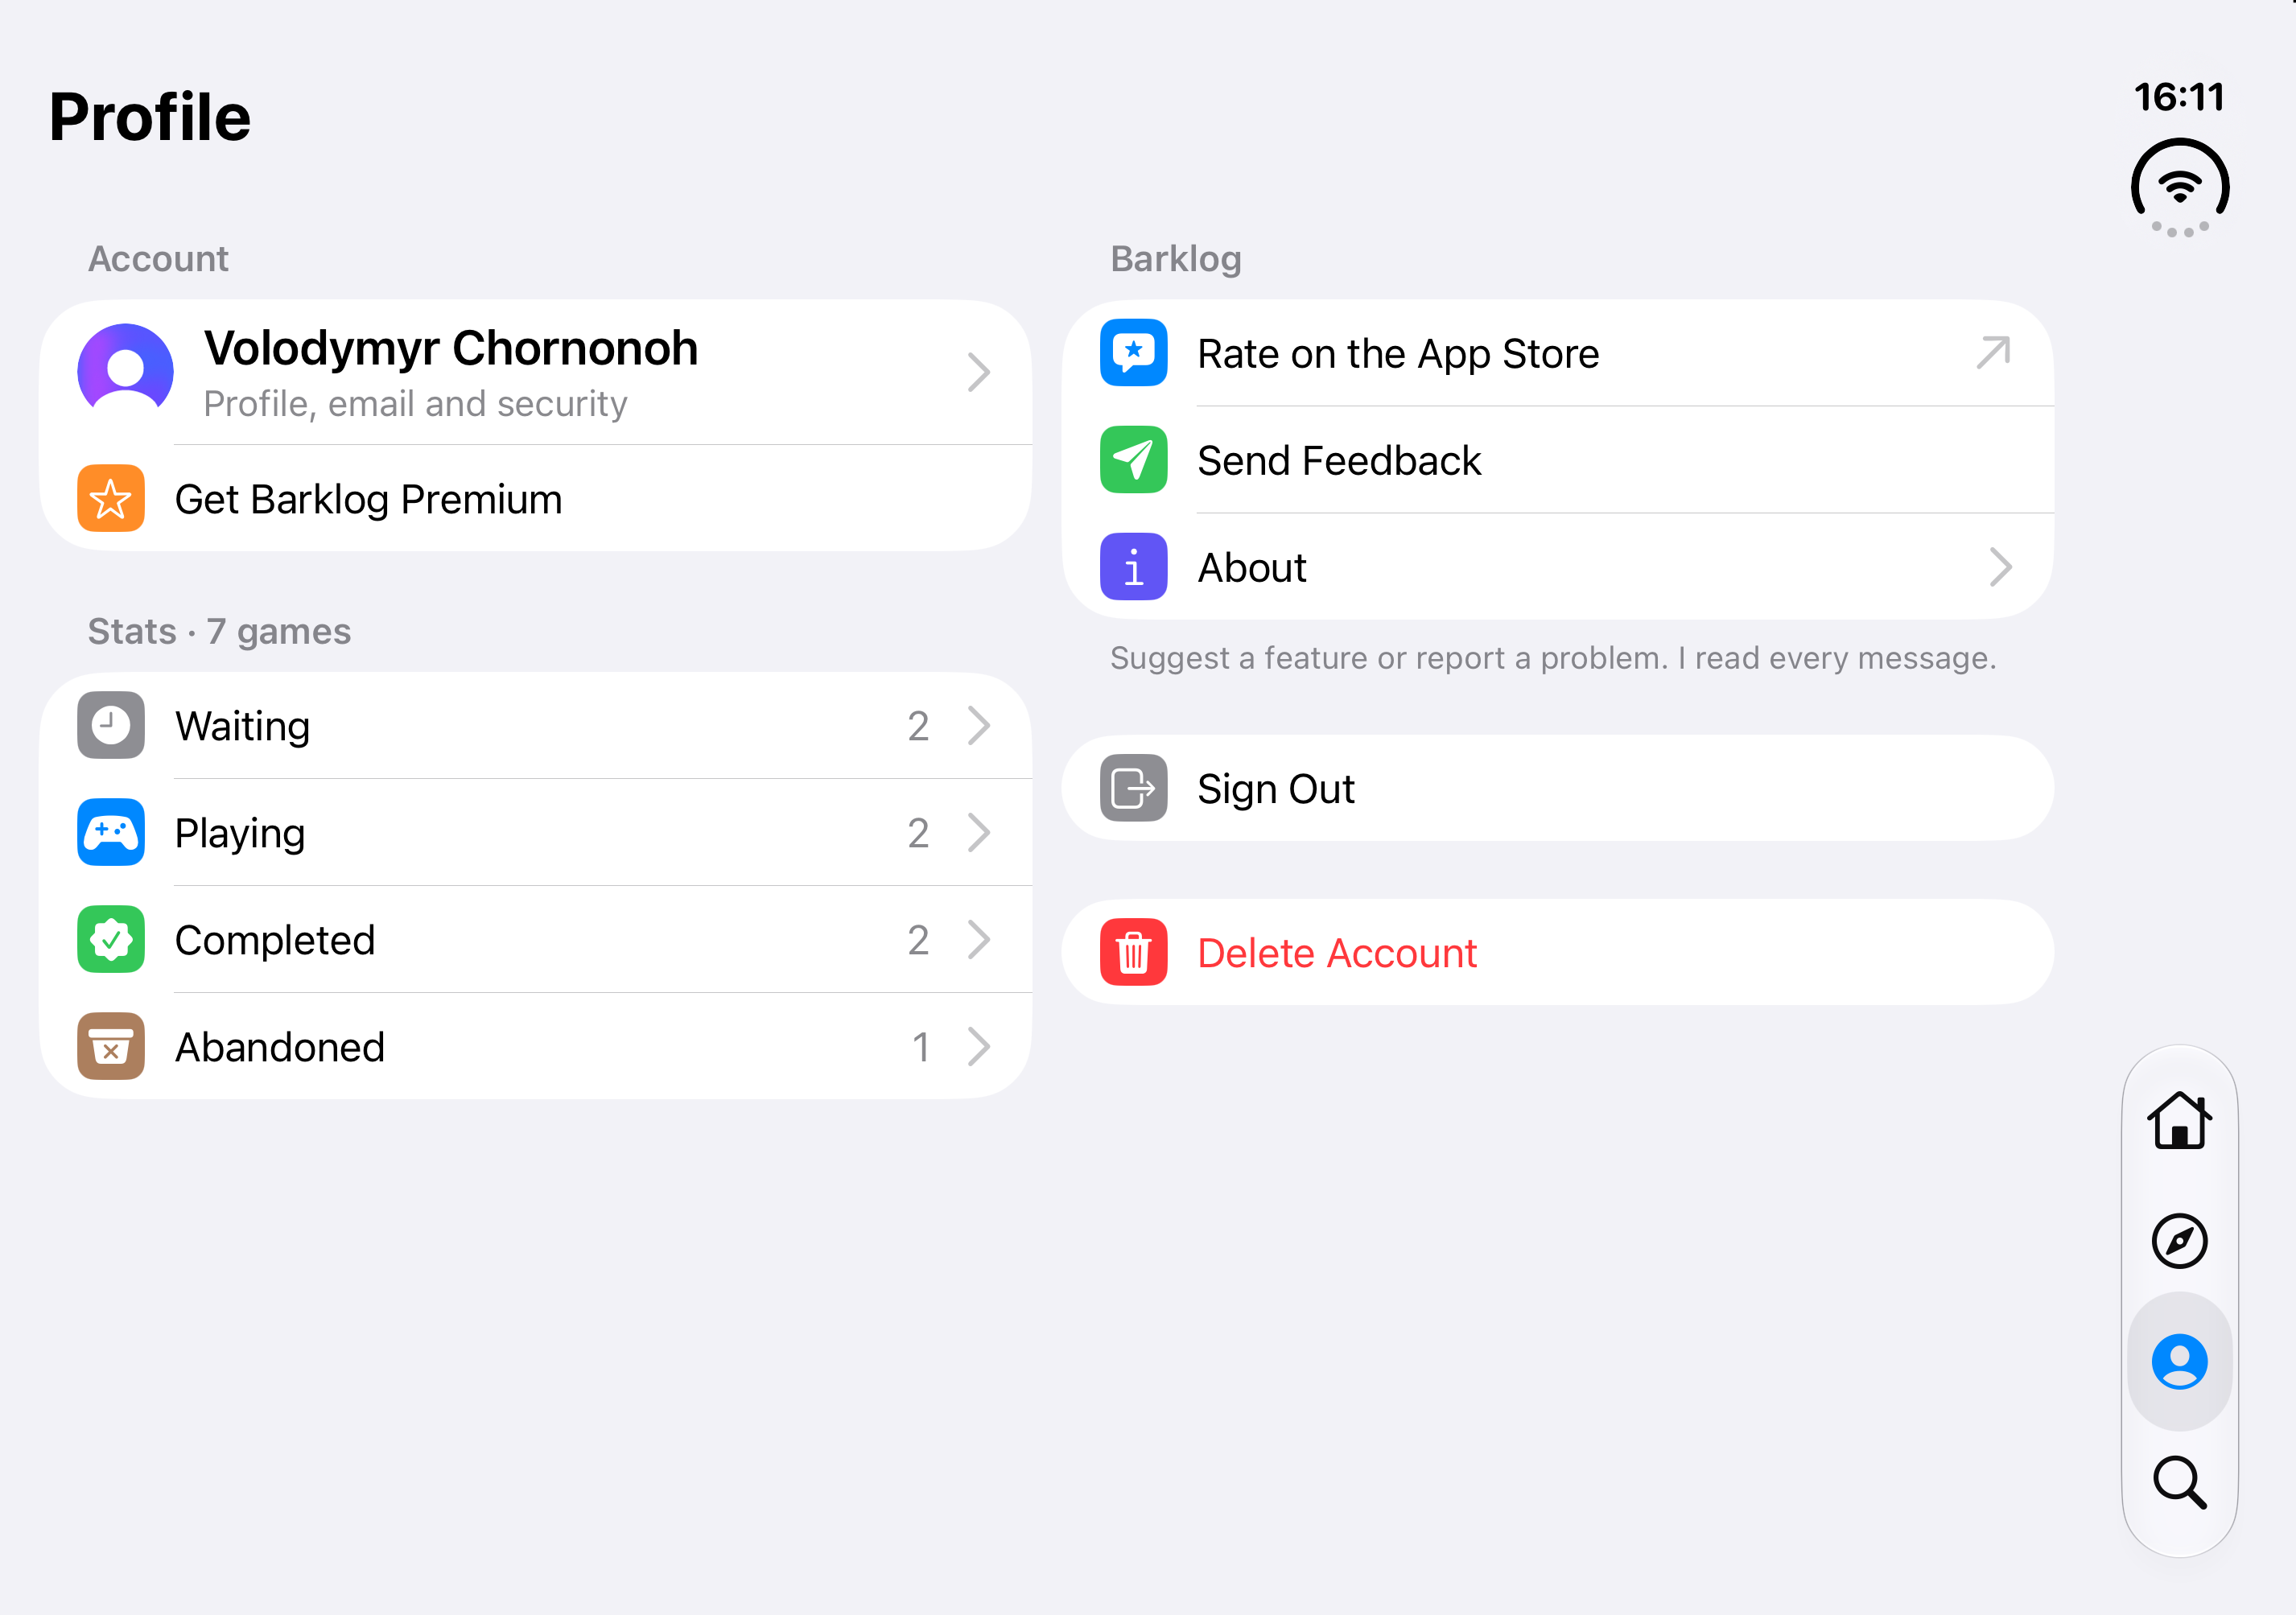 Profile
16:11
Account
Volodymyr Chornonoh
Profile, email and security
Get Barklog Premium
Stats · 7 games
Waiting 2
Playing 2
Completed 2
Abandoned 1
Barklog
Rate on the App Store
Send Feedback
About
Suggest a feature or report a problem. I read every message.
Sign Out
Delete Account